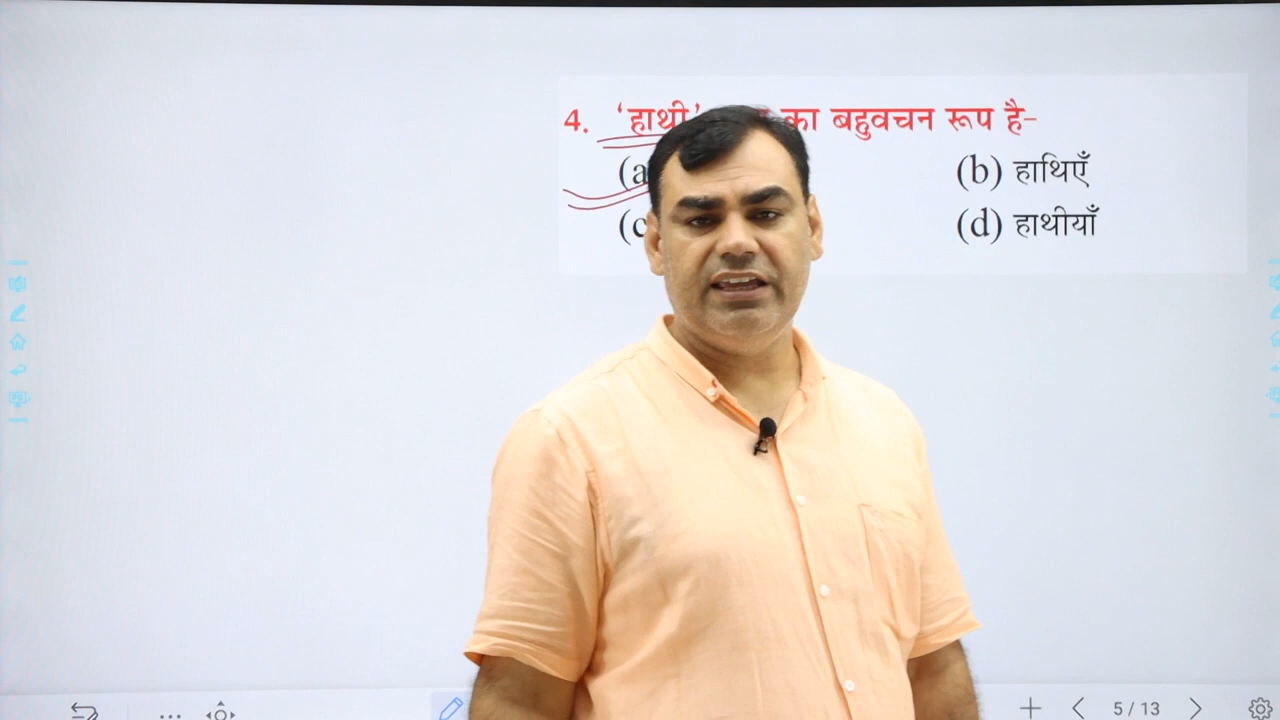 4. ‘हाथी’ का बहुवचन रूप है-
(a (b) हाथिएँ
(c (d) हाथीयाँ
5 / 13